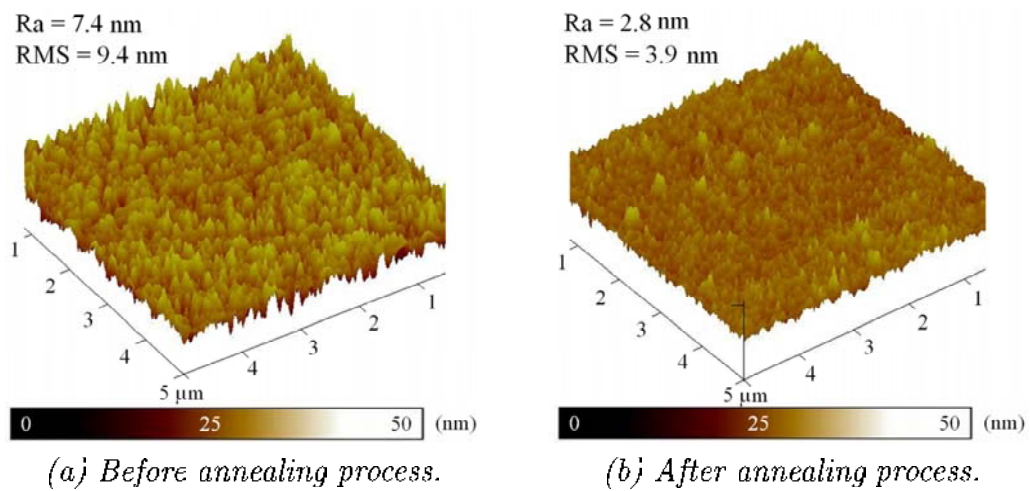 Ra = 7.4 nm
RMS = 9.4 nm
1
2
3
4
5 µm
4
3
2
1
0 25 50 (nm)
(a) Before annealing process.
Ra = 2.8 nm
RMS = 3.9 nm
1
2
3
4
5 µm
4
3
2
1
0 25 50 (nm)
(b) After annealing process.